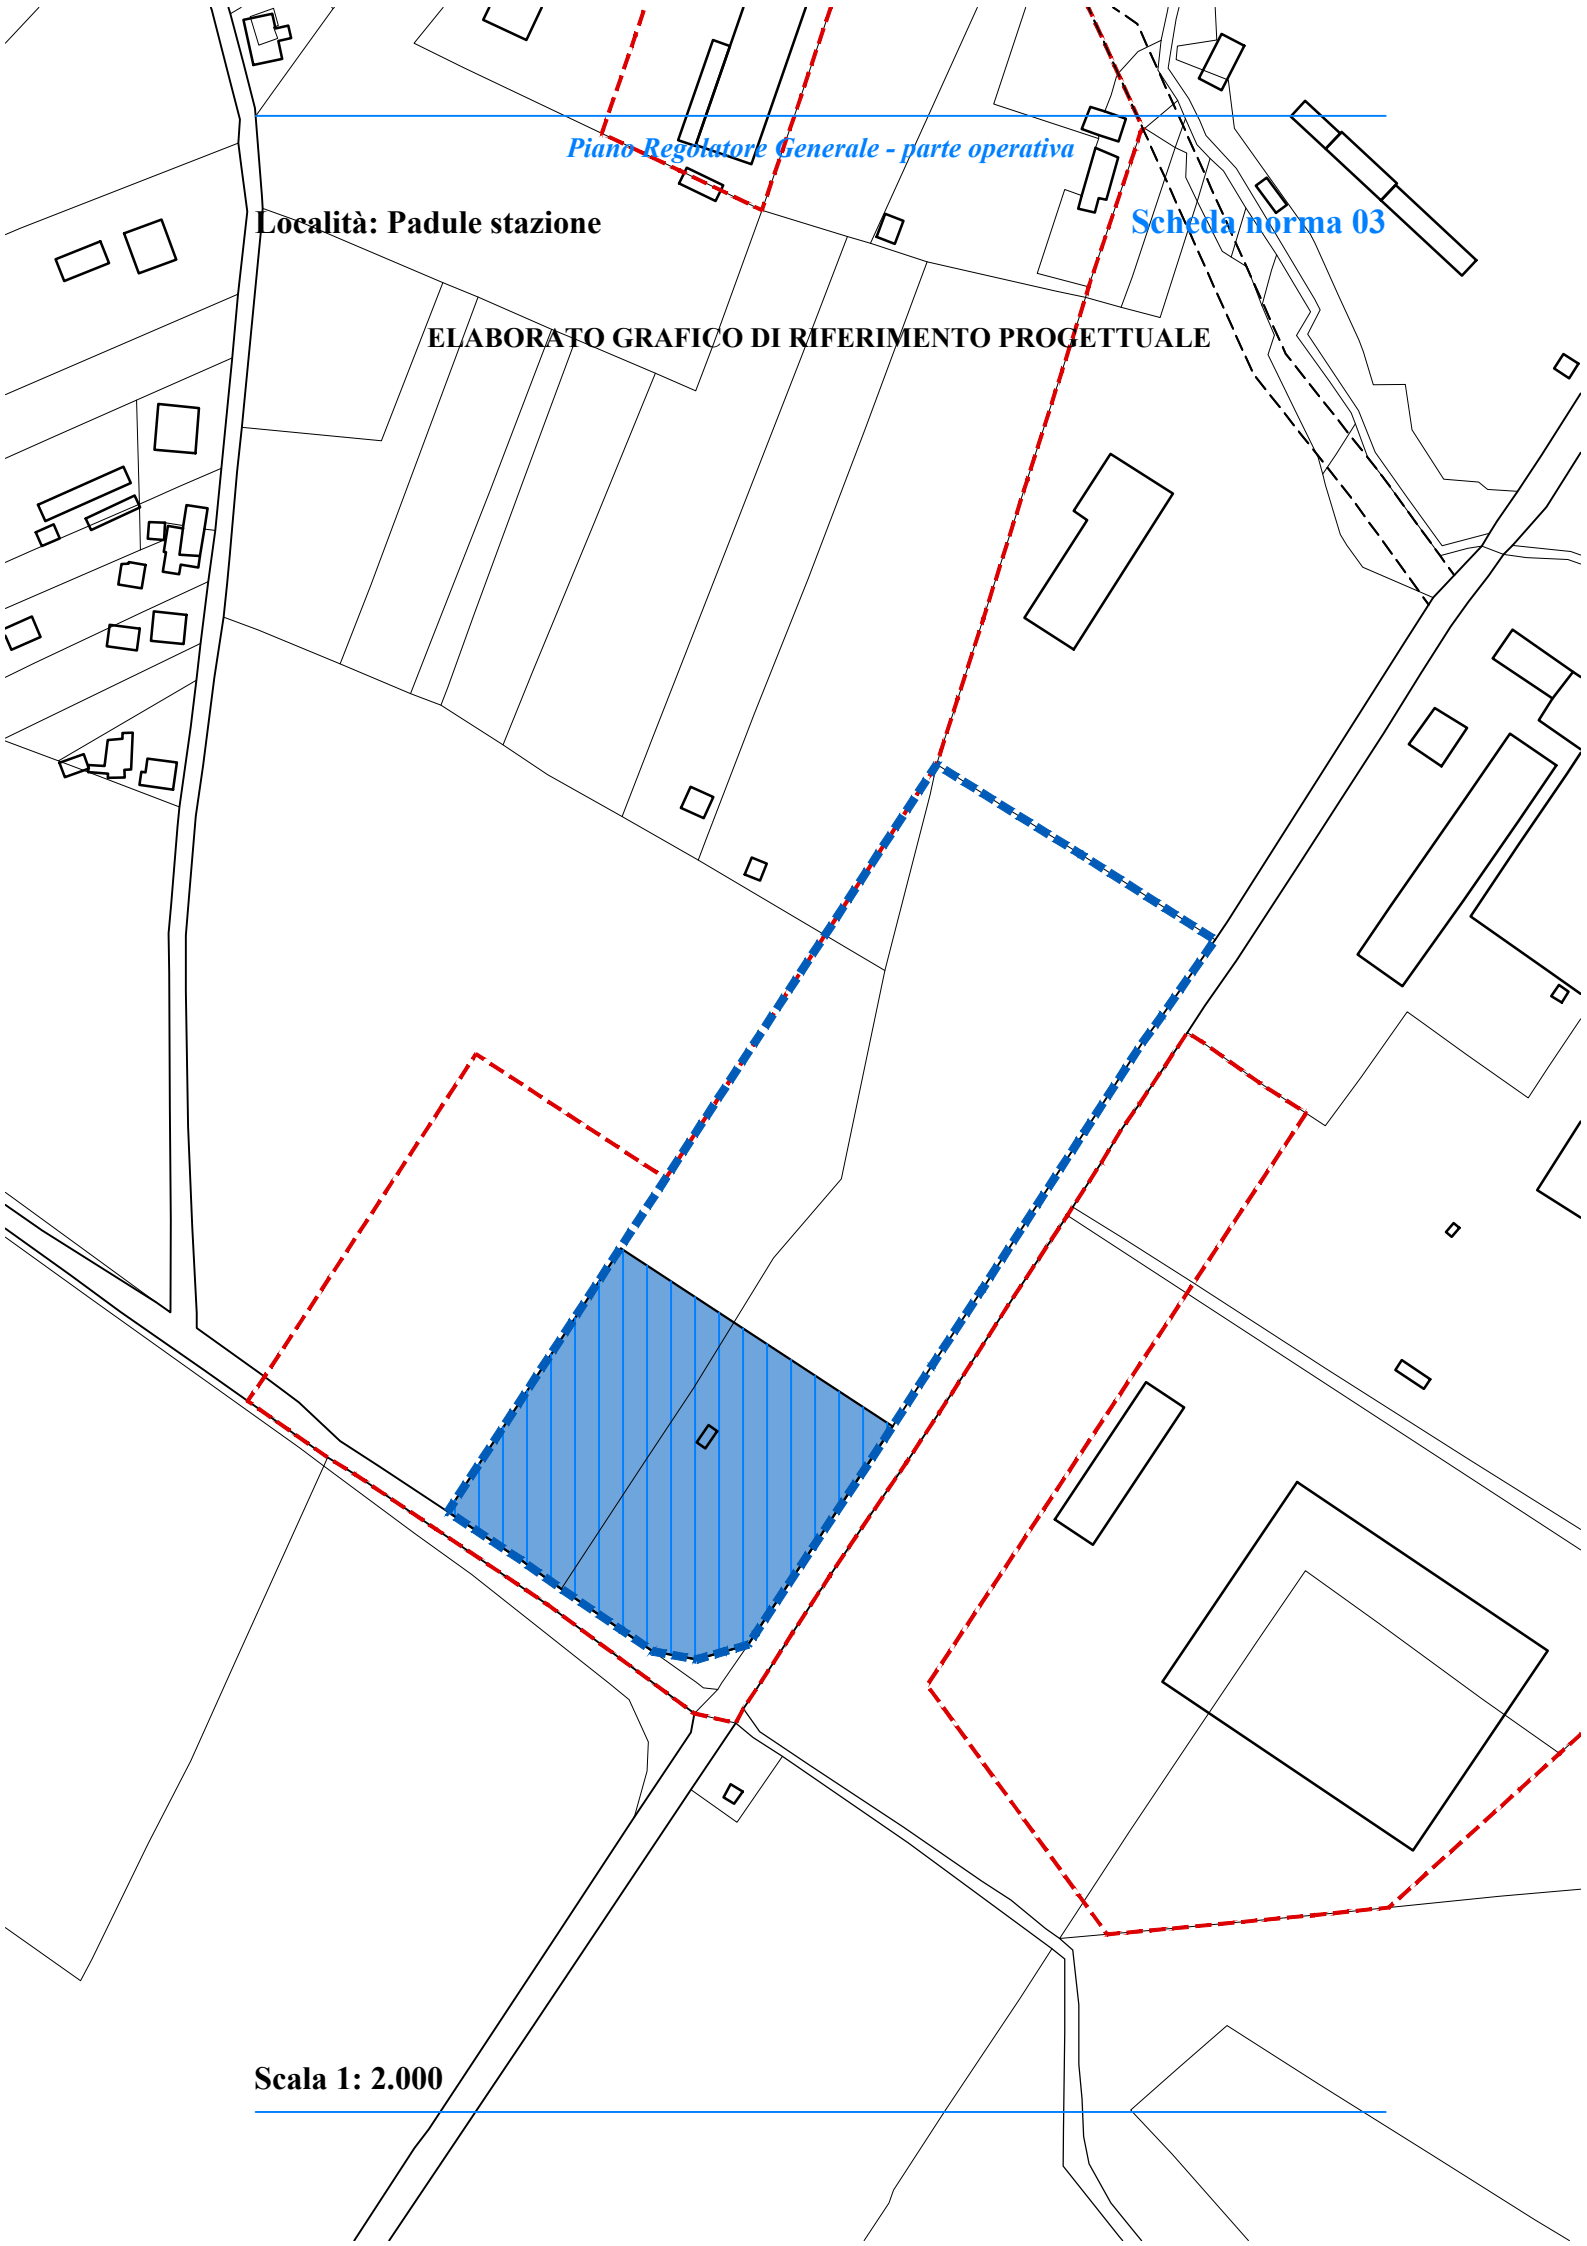 Piano Regolatore Generale - parte operativa
Località: Padule stazione
Scheda norma 03
ELABORATO GRAFICO DI RIFERIMENTO PROGETTUALE
Scala 1: 2.000